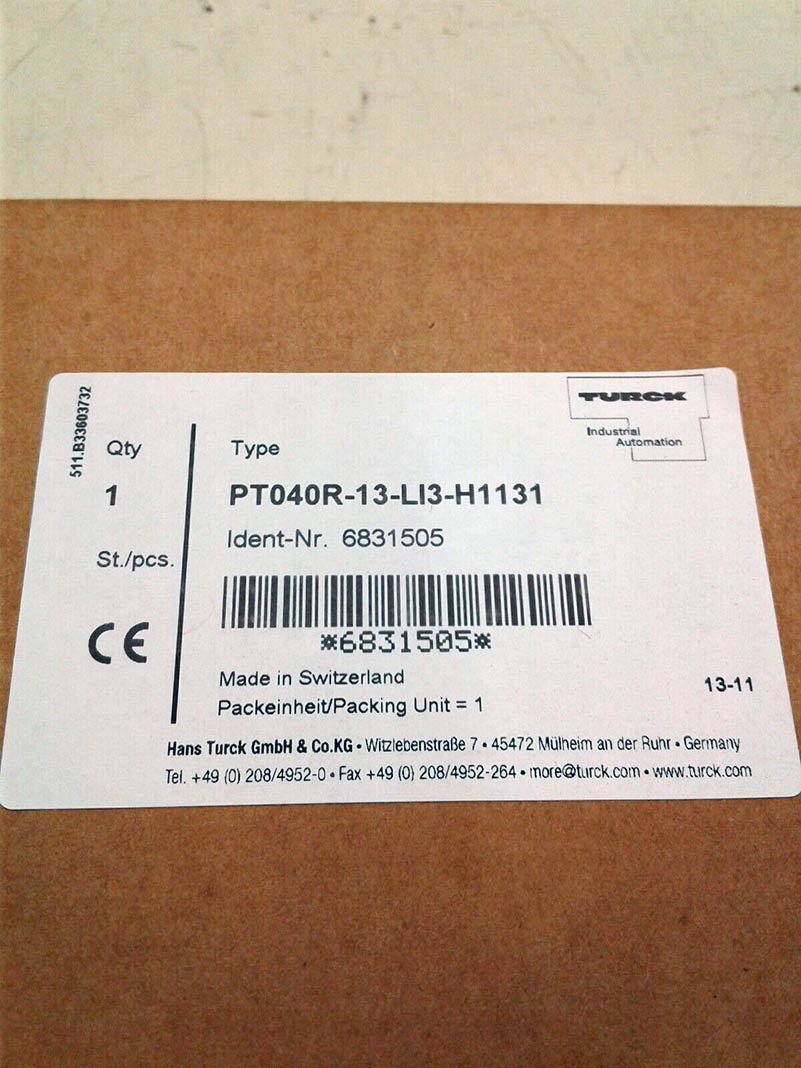 511.B33603732
TURCK
Industrial
Automation
Qty
Type
1
PT040R-13-LI3-H1131
Ident-Nr. 6831505
St./pcs.
*6831505*
CE
Made in Switzerland
13-11
Packeinheit/Packing Unit = 1
Hans Turck GmbH & Co.KG • Witzlebenstraße 7 • 45472 Mülheim an der Ruhr • Germany
Tel. +49 (0) 208/4952-0 • Fax +49 (0) 208/4952-264 • more@turck.com • www.turck.com